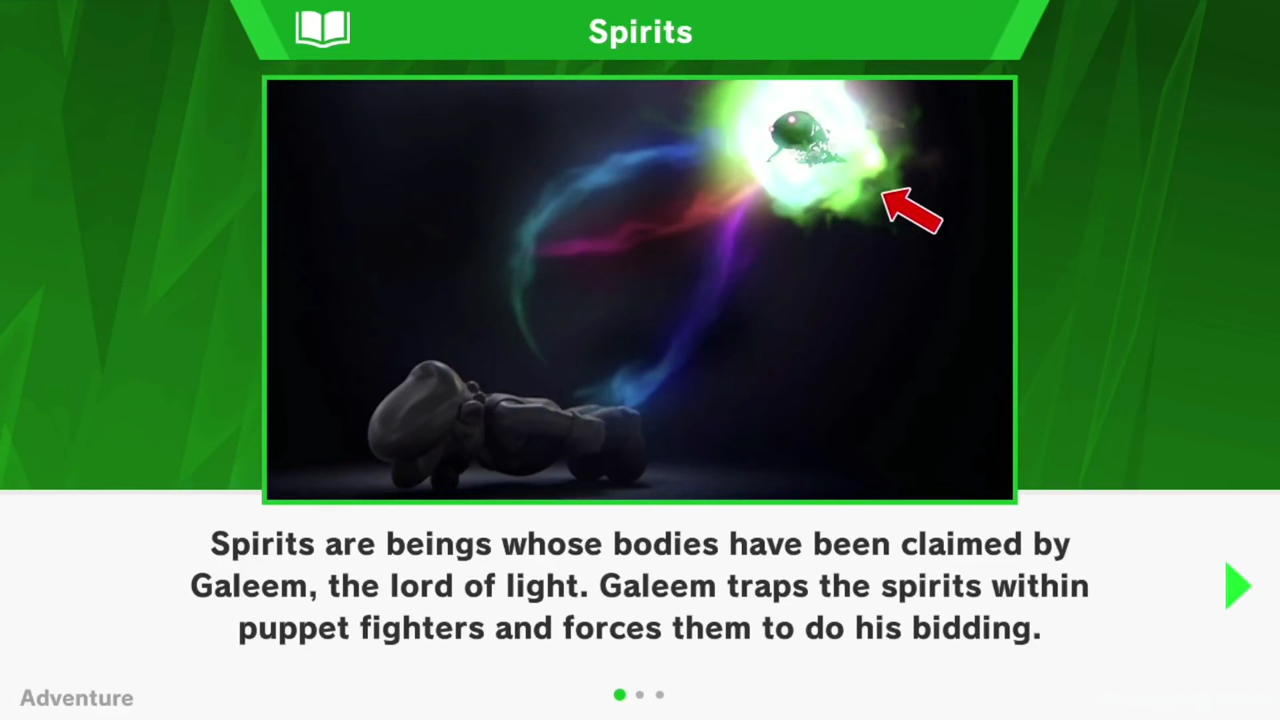 Spirits
Spirits are beings whose bodies have been claimed by
Galeem, the lord of light. Galeem traps the spirits within
puppet fighters and forces them to do his bidding.
Adventure